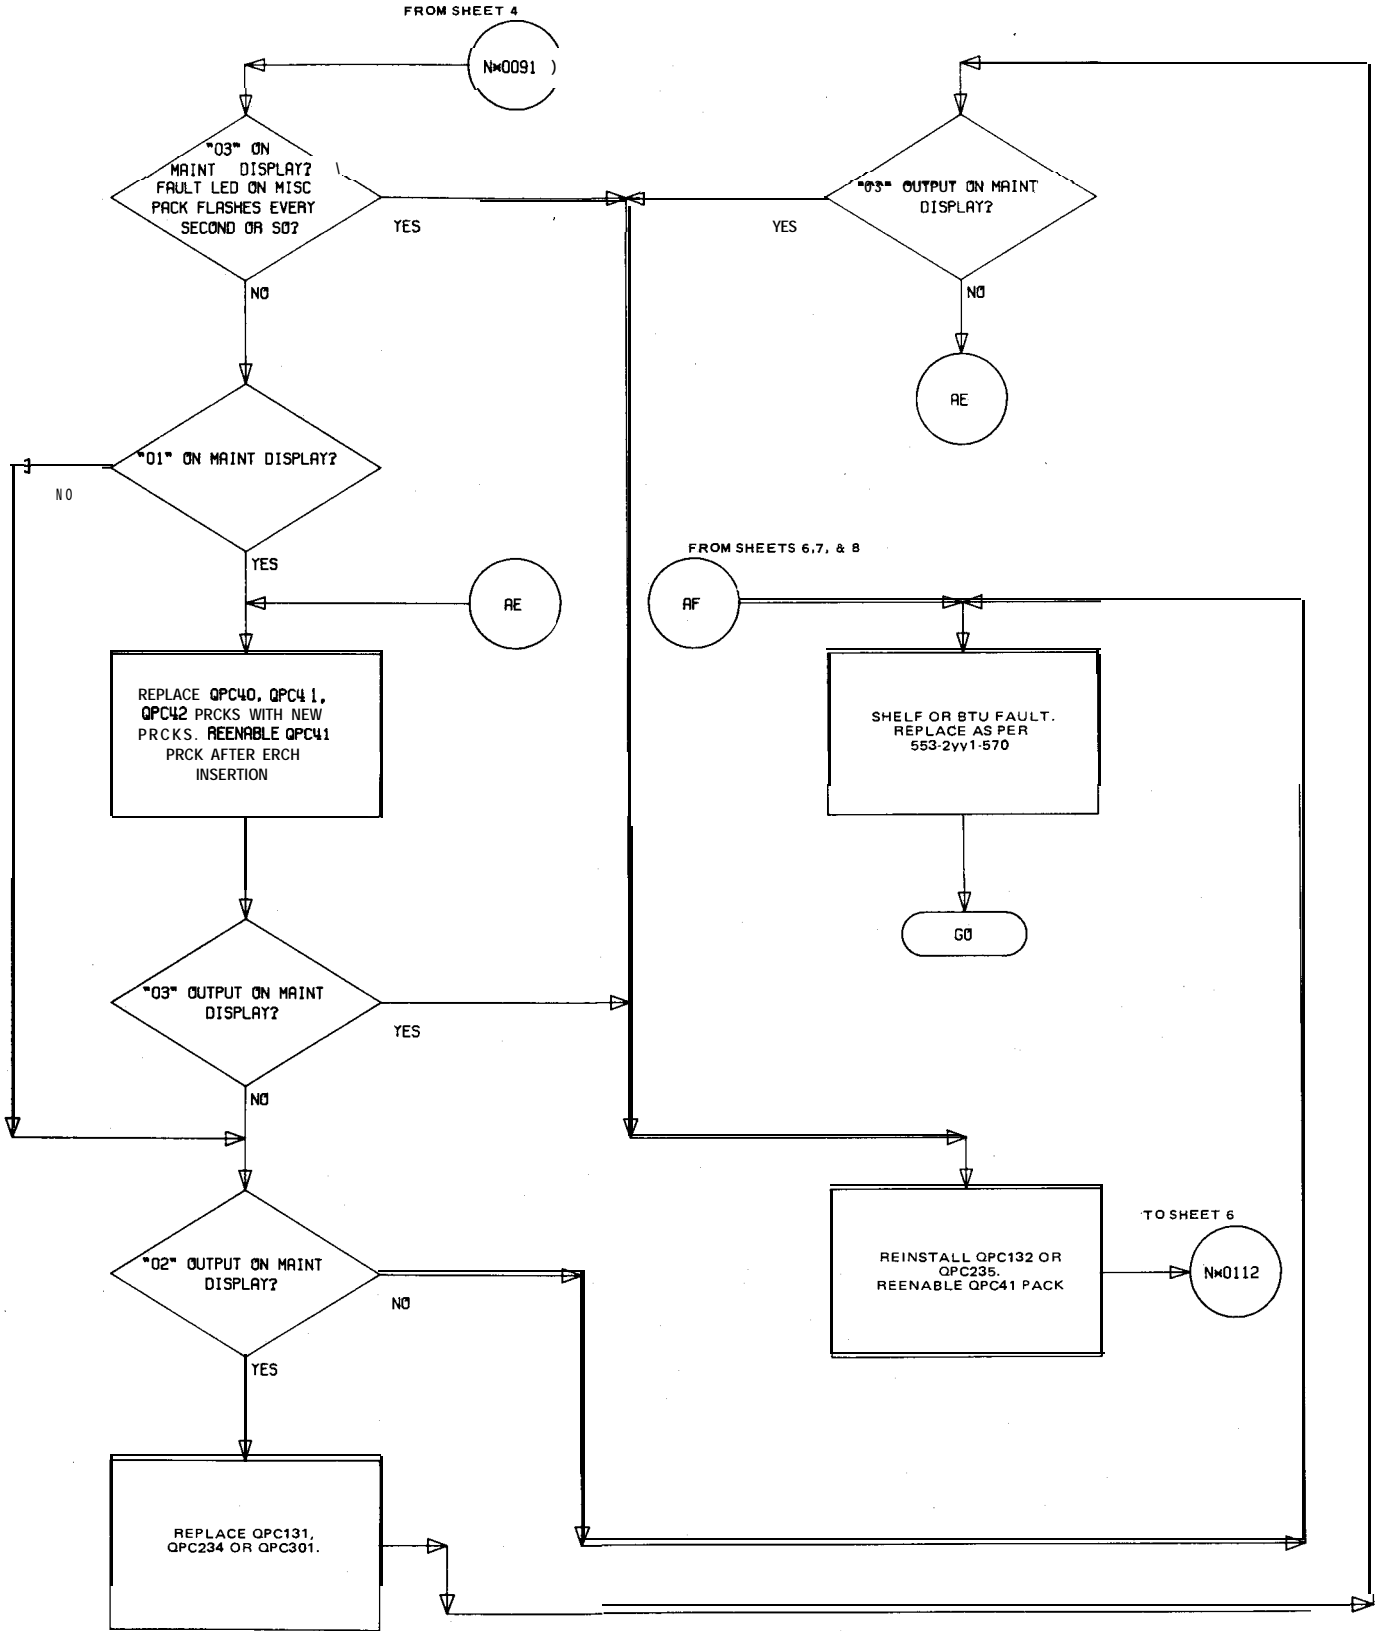 FROM SHEET 4
N*0091 )
"03" ON
MAINT DISPLAY?
FAULT LED ON MISC
PACK FLASHES EVERY
SECOND OR SO?
YES
NO
"03" OUTPUT ON MAINT
DISPLAY?
YES
NO
AE
"01" ON MAINT DISPLAY?
NO
YES
AE
FROM SHEETS 6,7, & 8
AF
REPLACE QPC40, QPC41,
QPC42 PRCKS WITH NEW
PRCKS. REENABLE QPC41
PRCK AFTER ERCH
INSERTION
SHELF OR BTU FAULT.
REPLACE AS PER
553-2yy1-570
GO
"03" OUTPUT ON MAINT
DISPLAY?
YES
NO
"02" OUTPUT ON MAINT
DISPLAY?
NO
YES
REINSTALL QPC132 OR
QPC235.
REENABLE QPC41 PACK
TO SHEET 6
N*0112
REPLACE QPC131,
QPC234 OR QPC301.